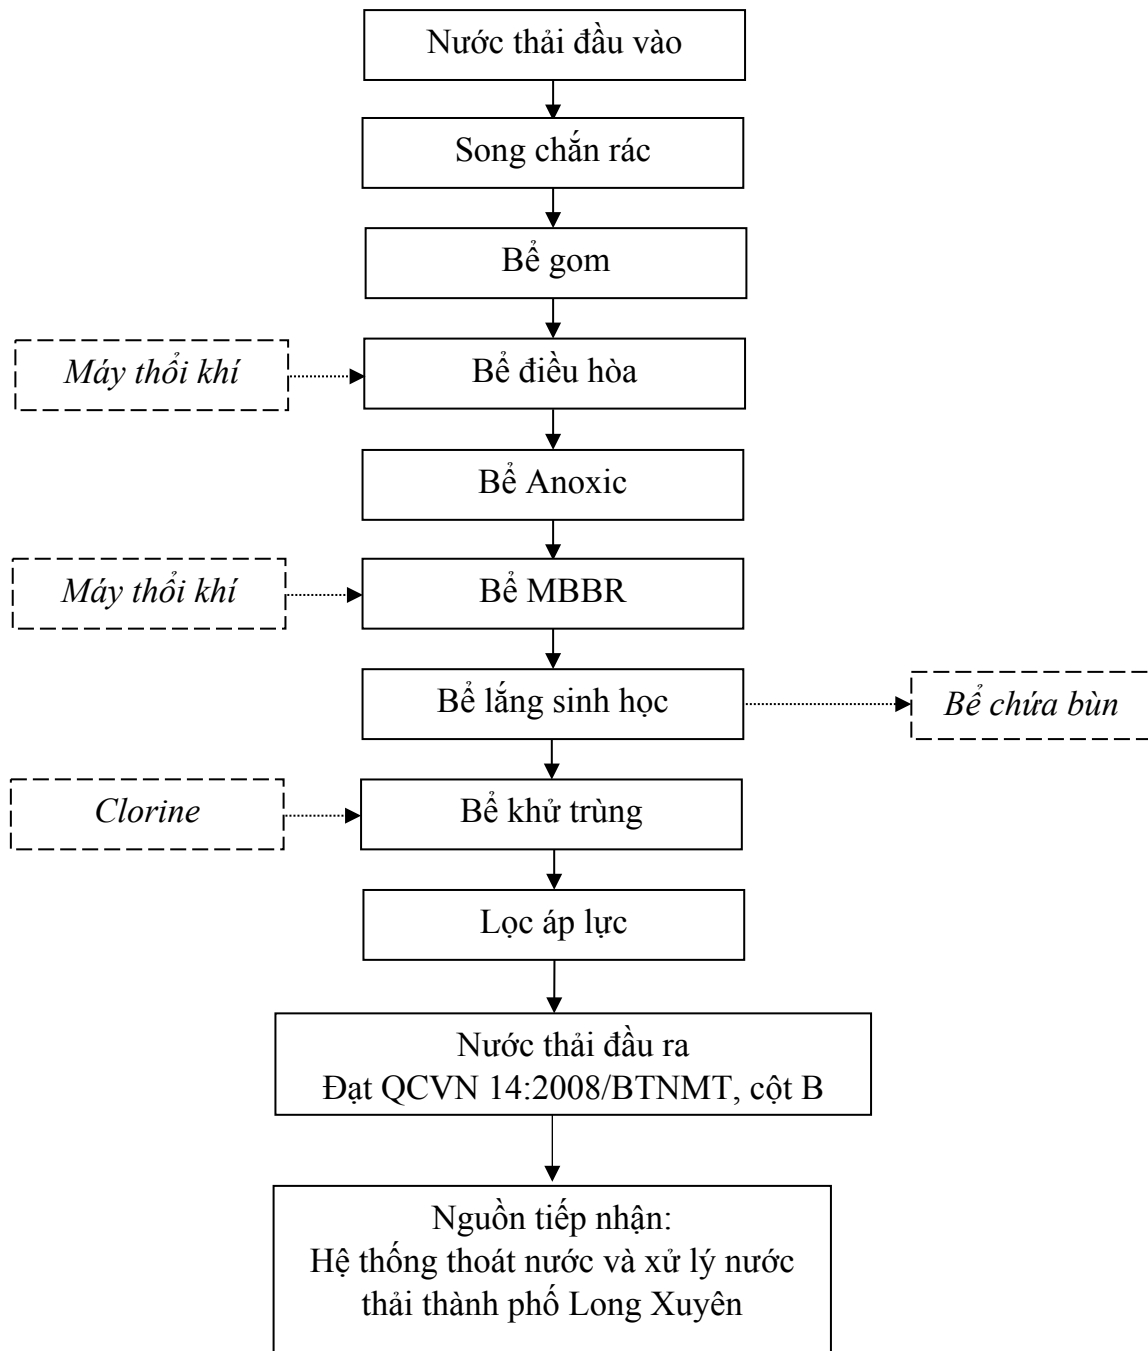 Nước thải đầu vào
Song chắn rác
Bể gom
Máy thổi khí
Bể điều hòa
Bể Anoxic
Máy thổi khí
Bể MBBR
Bể lắng sinh học
Bể chứa bùn
Clorine
Bể khử trùng
Lọc áp lực
Nước thải đầu ra
Đạt QCVN 14:2008/BTNMT, cột B
Nguồn tiếp nhận:
Hệ thống thoát nước và xử lý nước
thải thành phố Long Xuyên